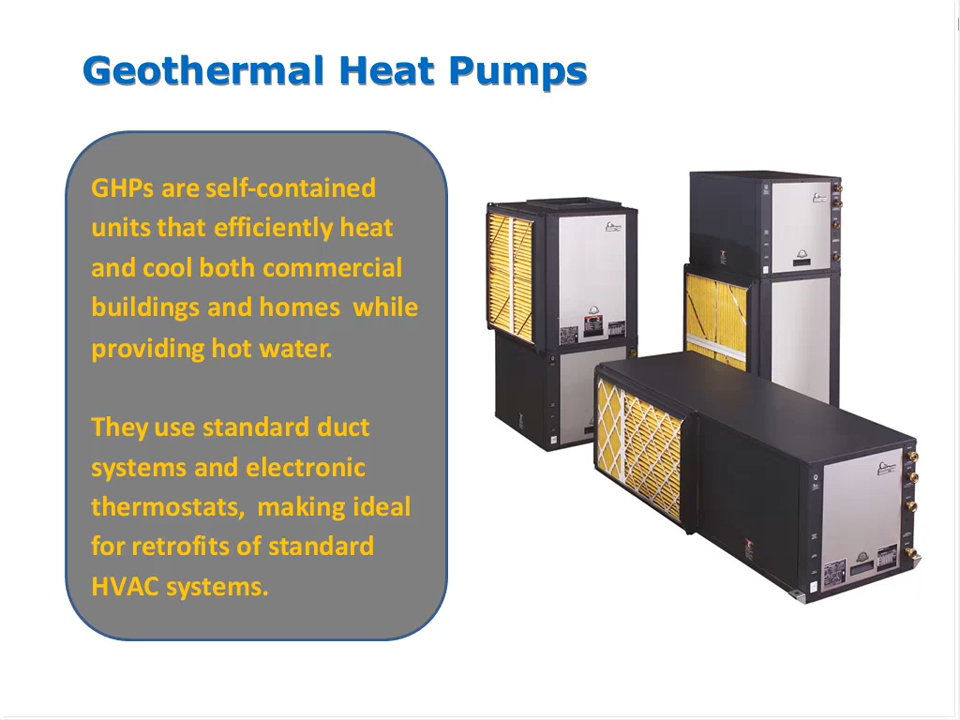 Geothermal Heat Pumps
GHPs are self-contained
units that efficiently heat
and cool both commercial
buildings and homes  while
providing hot water.
They use standard duct
systems and electronic
thermostats,  making ideal
for retrofits of standard
HVAC systems.